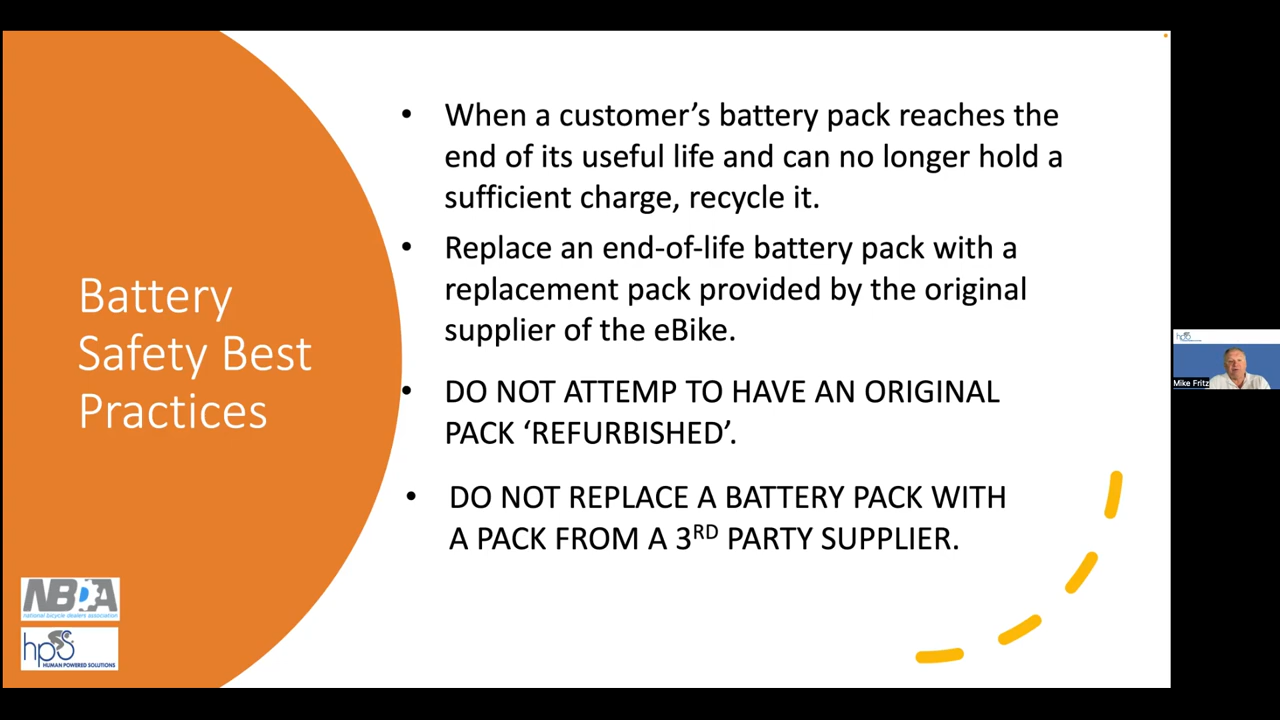 Battery
Safety Best
Practices
• When a customer’s battery pack reaches the
end of its useful life and can no longer hold a
sufficient charge, recycle it.
• Replace an end-of-life battery pack with a
replacement pack provided by the original
supplier of the eBike.
• DO NOT ATTEMP TO HAVE AN ORIGINAL
PACK ‘REFURBISHED’.
• DO NOT REPLACE A BATTERY PACK WITH
A PACK FROM A 3RD PARTY SUPPLIER.
NBDA
national bicycle dealers association
hps
HUMAN POWERED SOLUTIONS
hps
Mike Fritz